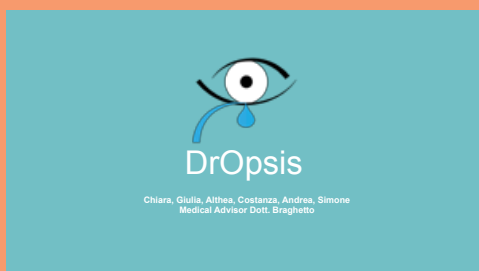 DrOpsis
Chiara, Giulia, Althea, Costanza, Andrea, Simone
Medical Advisor Dott. Braghetto